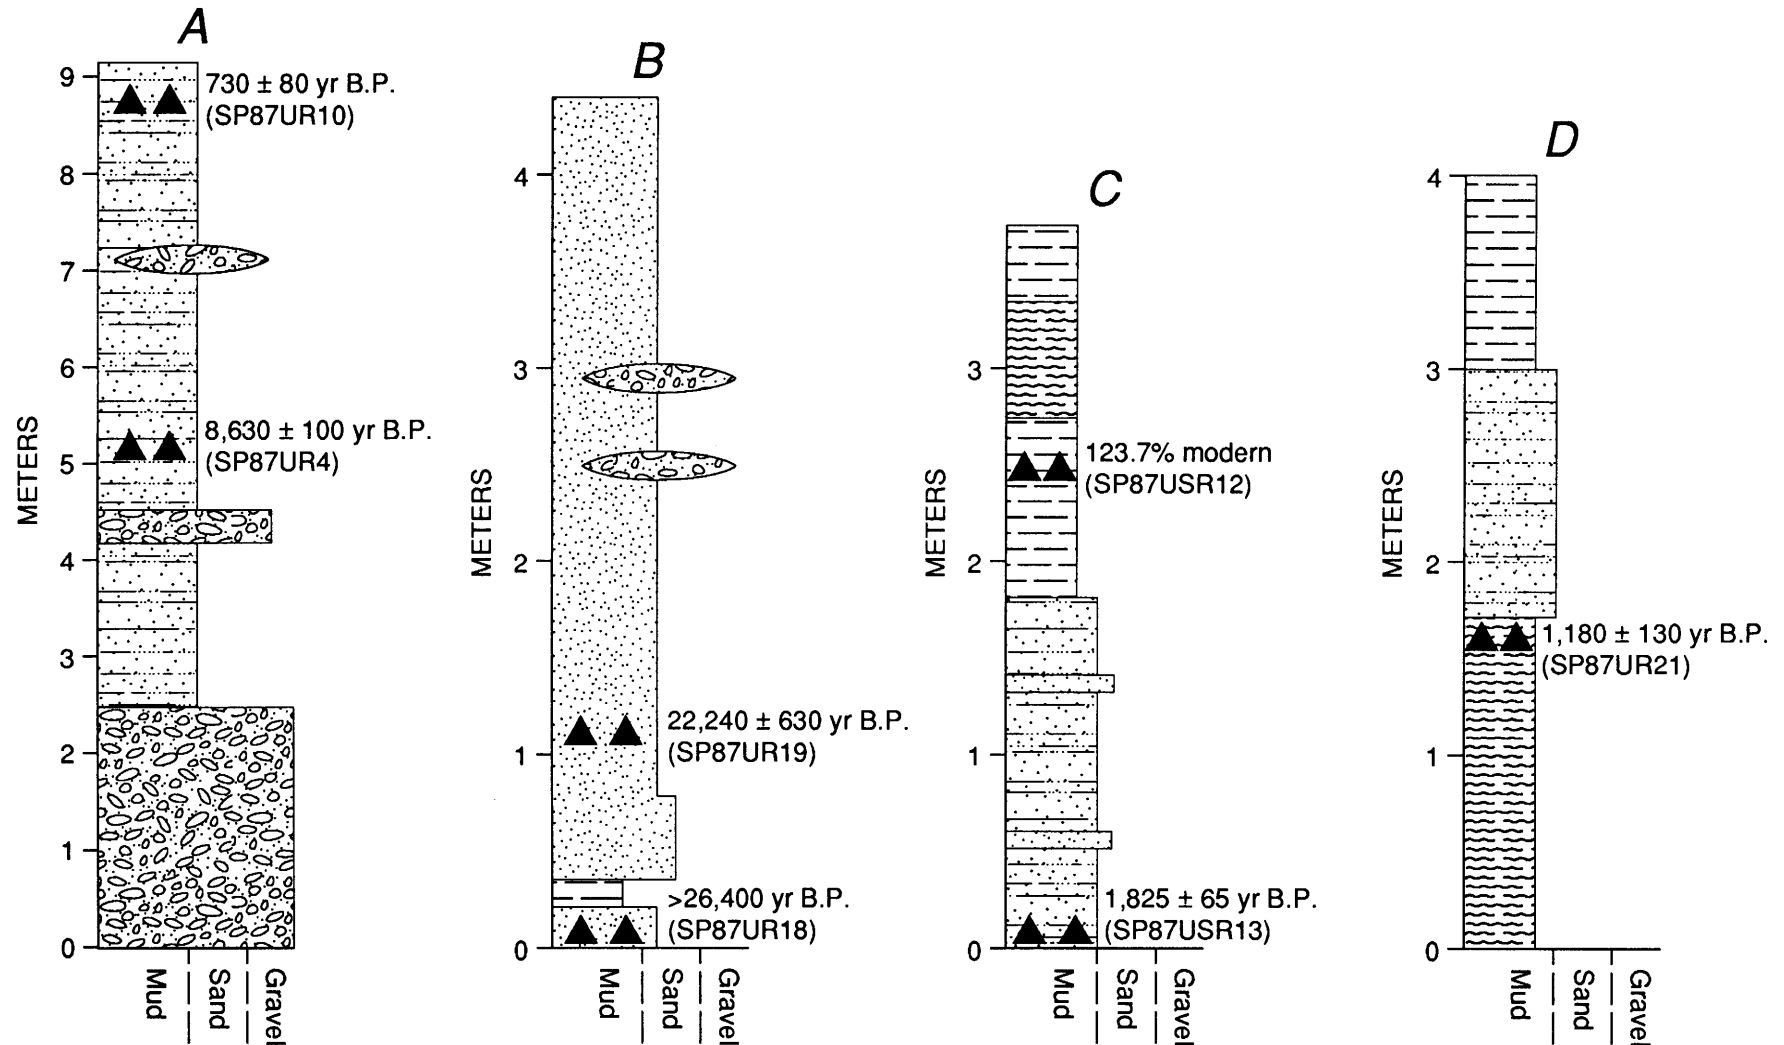 A
METERS
9
8
7
6
5
4
3
2
1
0
730 ± 80 yr B.P.
(SP87UR10)
8,630 ± 100 yr B.P.
(SP87UR4)
Mud
Sand
Gravel
B
METERS
4
3
2
1
0
22,240 ± 630 yr B.P.
(SP87UR19)
>26,400 yr B.P.
(SP87UR18)
Mud
Sand
Gravel
C
METERS
3
2
1
0
123.7% modern
(SP87USR12)
1,825 ± 65 yr B.P.
(SP87USR13)
Mud
Sand
Gravel
D
METERS
4
3
2
1
0
1,180 ± 130 yr B.P.
(SP87UR21)
Mud
Sand
Gravel